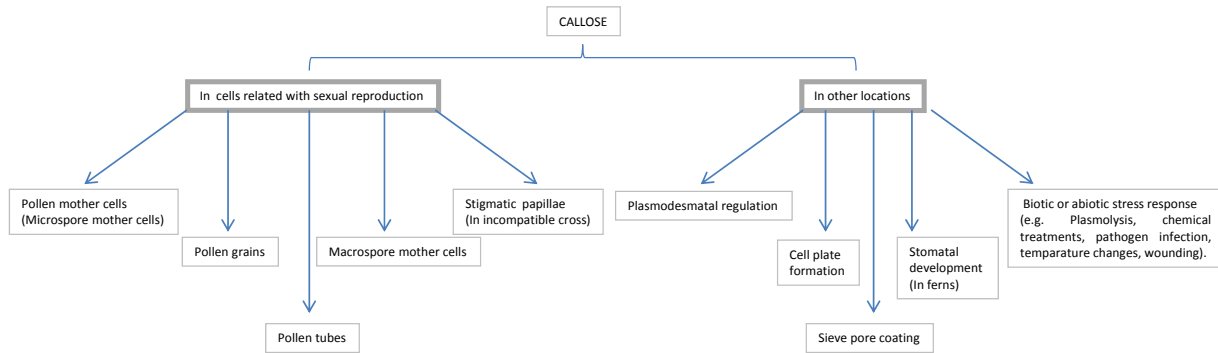 CALLOSE
In cells related with sexual reproduction
In other locations
Pollen mother cells
(Microspore mother cells)
Pollen grains
Pollen tubes
Macrospore mother cells
Stigmatic papillae
(In incompatible cross)
Plasmodesmatal regulation
Cell plate
formation
Sieve pore coating
Stomatal
development
(In ferns)
Biotic or abiotic stress response
(e.g. Plasmolysis, chemical
treatments, pathogen infection,
temparature changes, wounding).